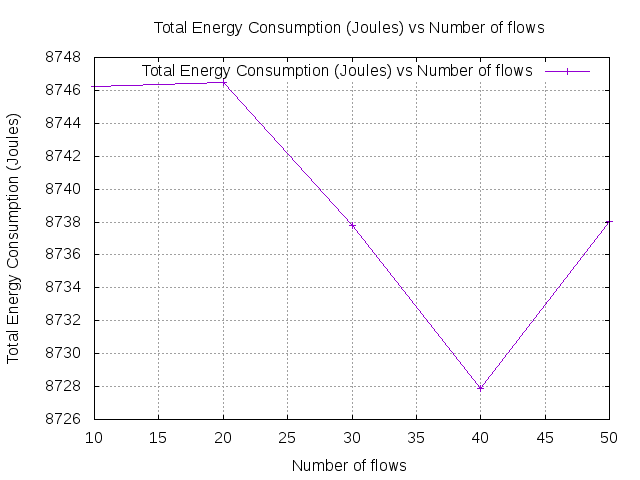 Total Energy Consumption (Joules) vs Number of flows
Total Energy Consumption (Joules) vs Number of flows
Total Energy Consumption (Joules)
8748
8746
8744
8742
8740
8738
8736
8734
8732
8730
8728
8726
10 15 20 25 30 35 40 45 50
Number of flows